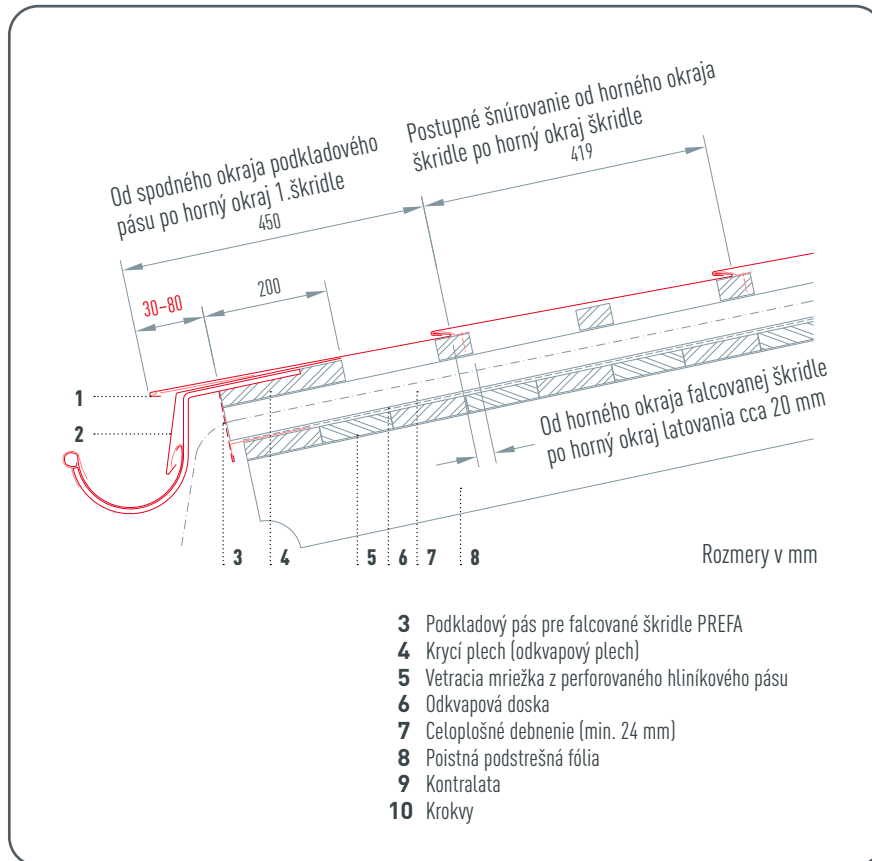 Od spodného okraja podkladového
pásu po horný okraj 1.škridle
450
Postupné šnúrovanie od horného okraja
škridle po horný okraj škridle
419
30–80
200
1
2
Od horného okraja falcovanej škridle
po horný okraj latovania cca 20 mm
3
4
5
6
7
8
Rozmery v mm
3 Podkladový pás pre falcované škridle PREFA
4 Krycí plech (odkvapový plech)
5 Vetracia mriežka z perforovaného hliníkového pásu
6 Odkvapová doska
7 Celoplošné debnenie (min. 24 mm)
8 Poistná podstrešná fólia
9 Kontralata
10 Krokvy